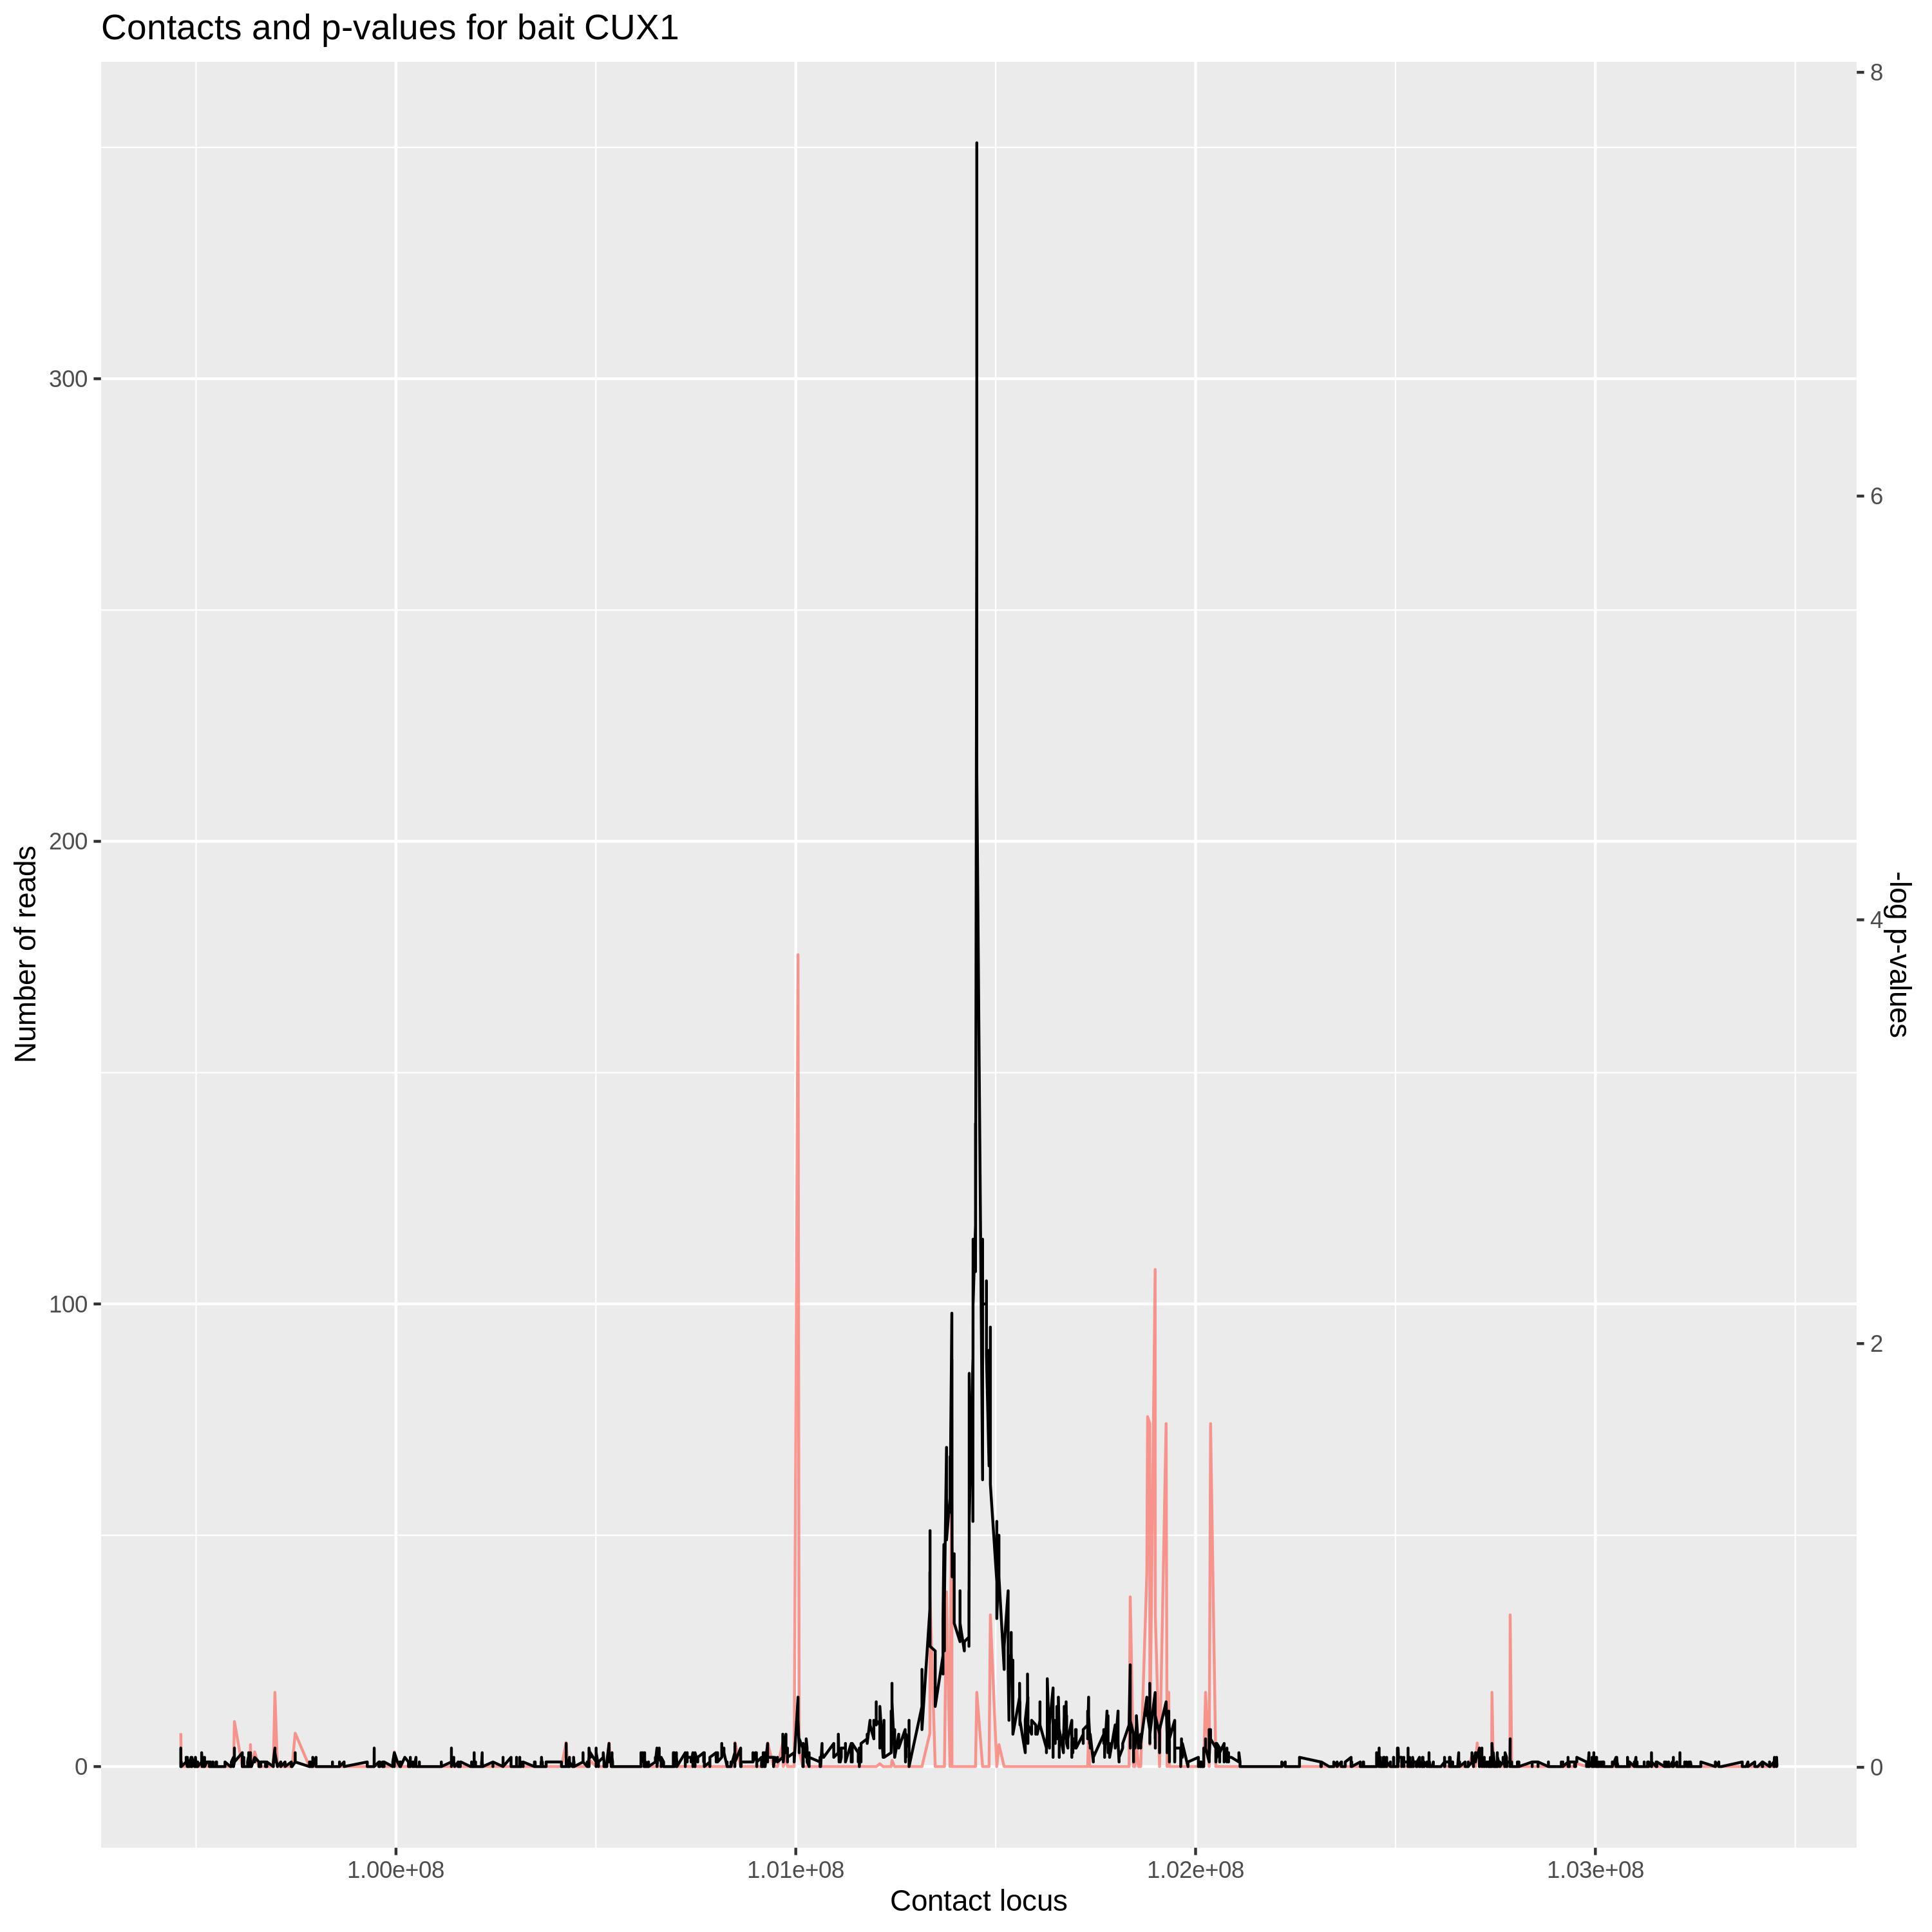 Contacts and p-values for bait CUX1
8
300
6
200
Number of reads
4
-log p-values
100
2
0
0
1.00e+08
1.01e+08
1.02e+08
1.03e+08
Contact locus